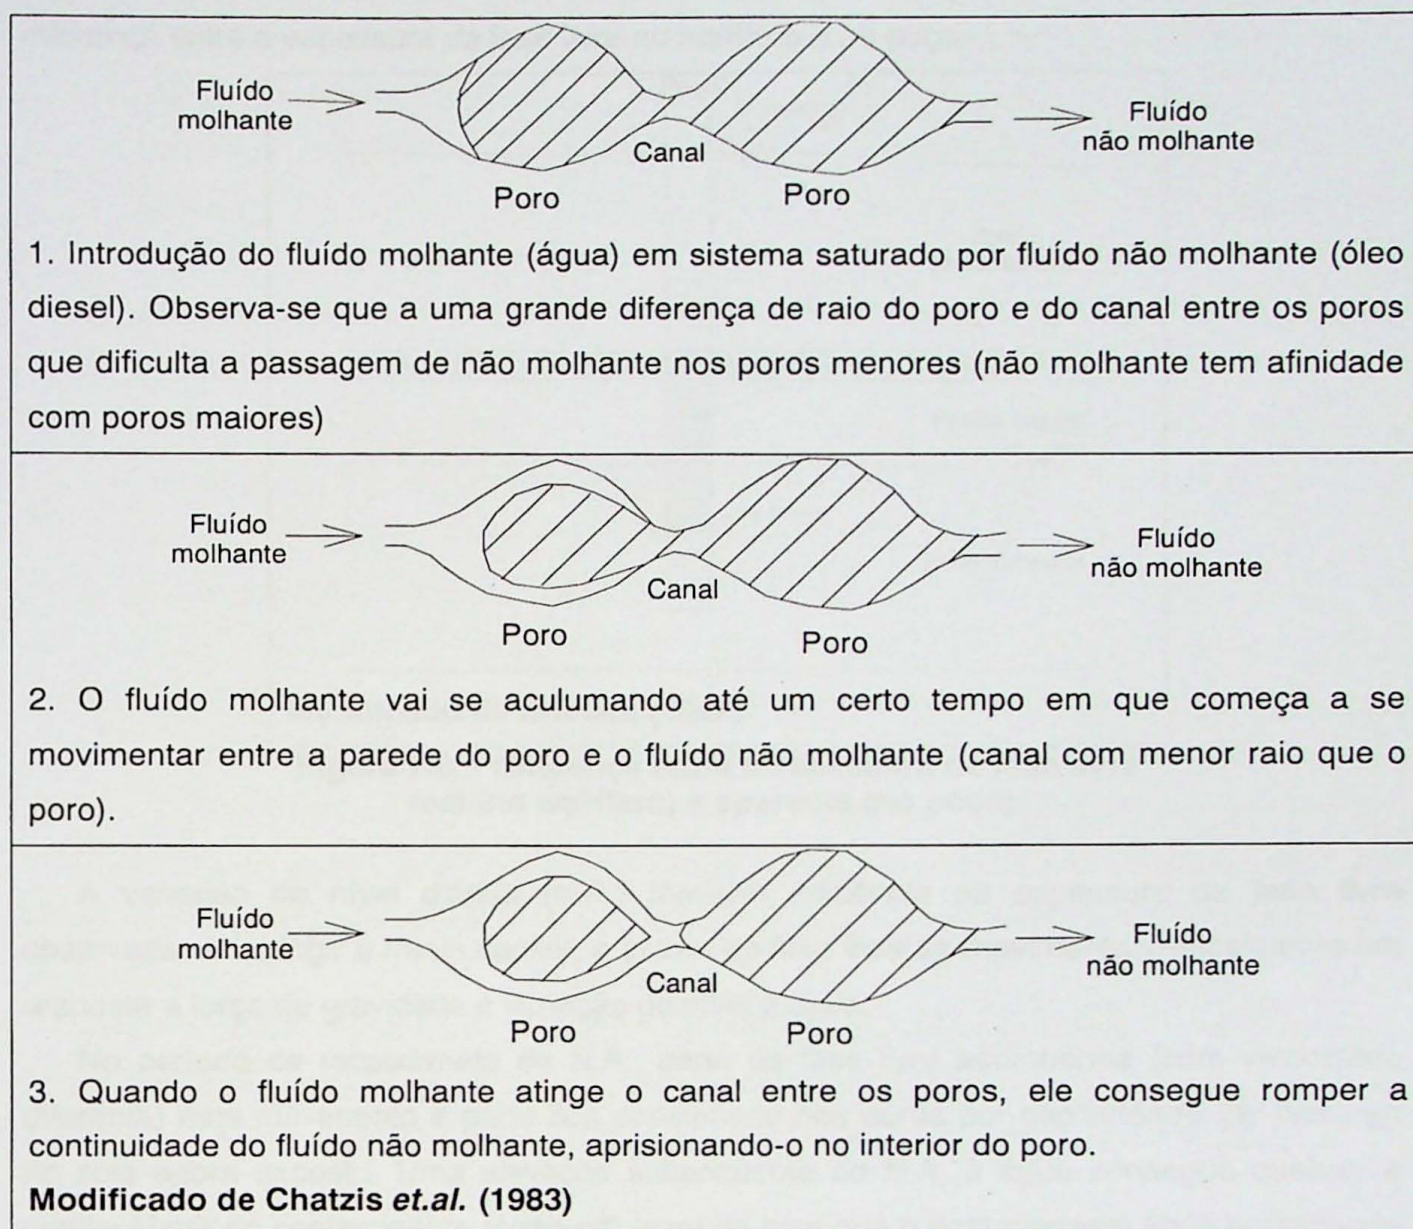 Fluído
molhante
Fluído
não molhante
Canal
Poro
Poro
1. Introdução do fluído molhante (água) em sistema saturado por fluído não molhante (óleo
diesel). Observa-se que a uma grande diferença de raio do poro e do canal entre os poros
que dificulta a passagem de não molhante nos poros menores (não molhante tem afinidade
com poros maiores)
Fluído
molhante
Fluído
não molhante
Canal
Poro
Poro
2. O fluído molhante vai se aculumando até um certo tempo em que começa a se
movimentar entre a parede do poro e o fluído não molhante (canal com menor raio que o
poro).
Fluído
molhante
Fluído
não molhante
Canal
Poro
Poro
3. Quando o fluído molhante atinge o canal entre os poros, ele consegue romper a
continuidade do fluído não molhante, aprisionando-o no interior do poro.
Modificado de Chatzis et.al. (1983)